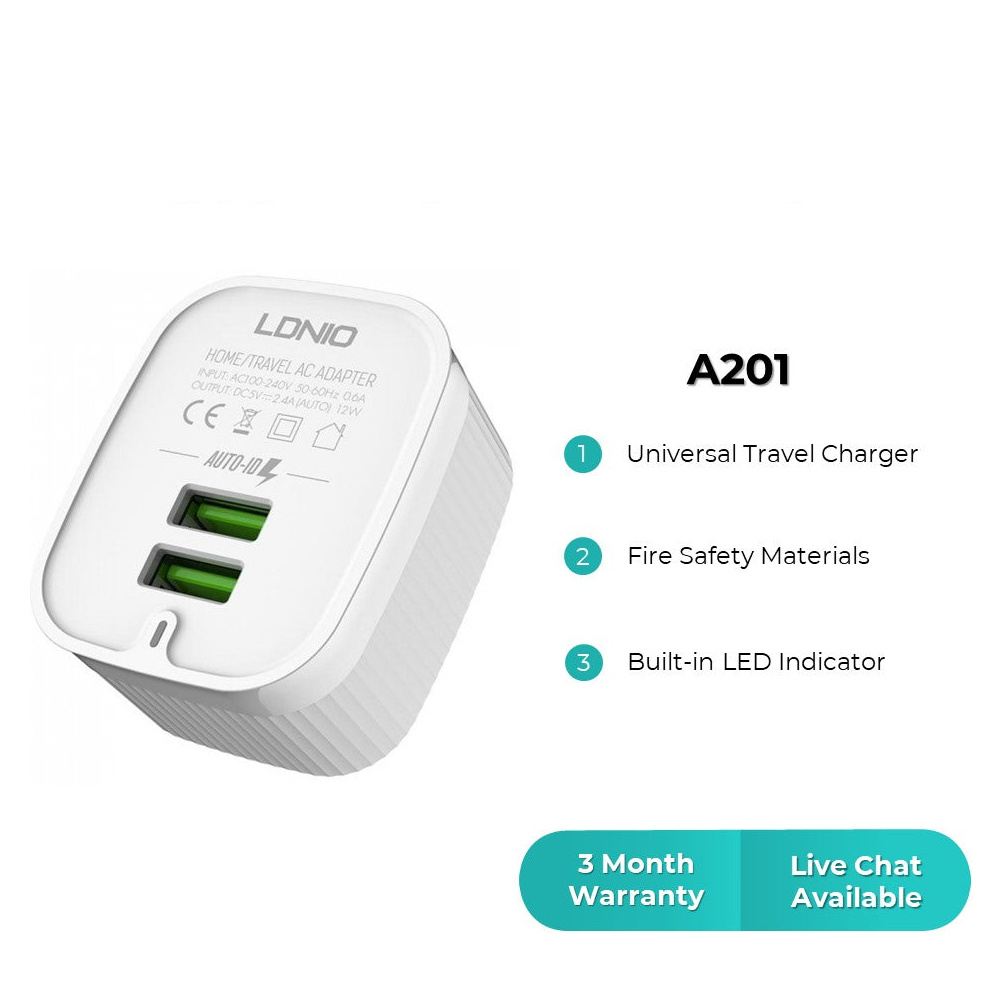 LDNIO
HOME/TRAVEL AC ADAPTER
INPUT: AC100-240V 50-60Hz 0.6A
OUTPUT: DC5V⎓2.4A(AUTO) 12W
CE
AUTO-ID
A201
1 Universal Travel Charger
2 Fire Safety Materials
3 Built-in LED Indicator
3 Month
Warranty
Live Chat
Available